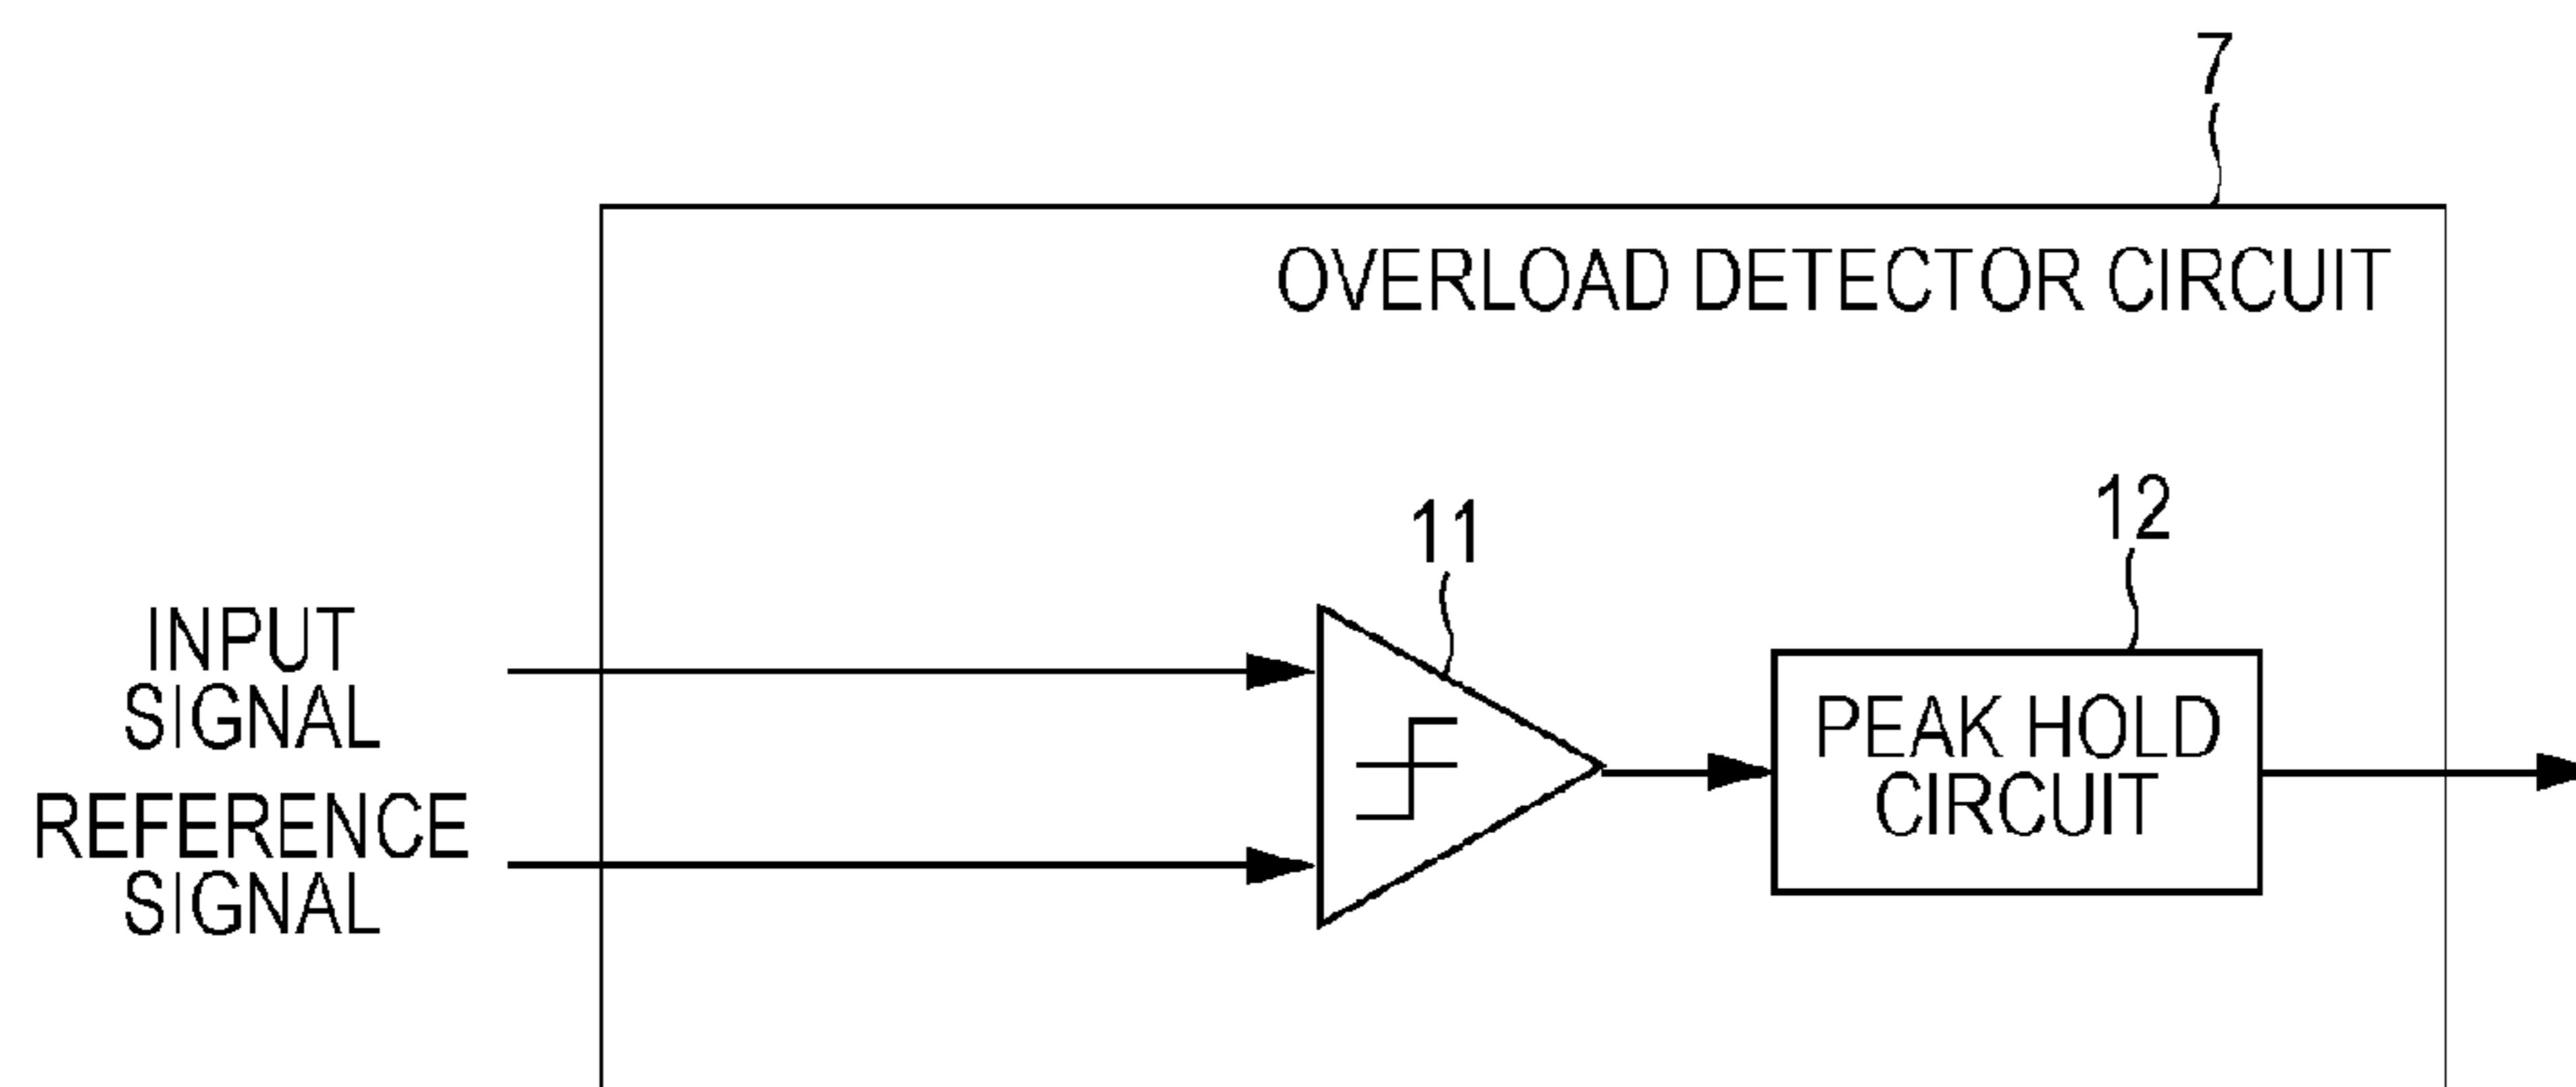 7
OVERLOAD DETECTOR CIRCUIT
11
12
INPUT
SIGNAL
PEAK HOLD
CIRCUIT
REFERENCE
SIGNAL